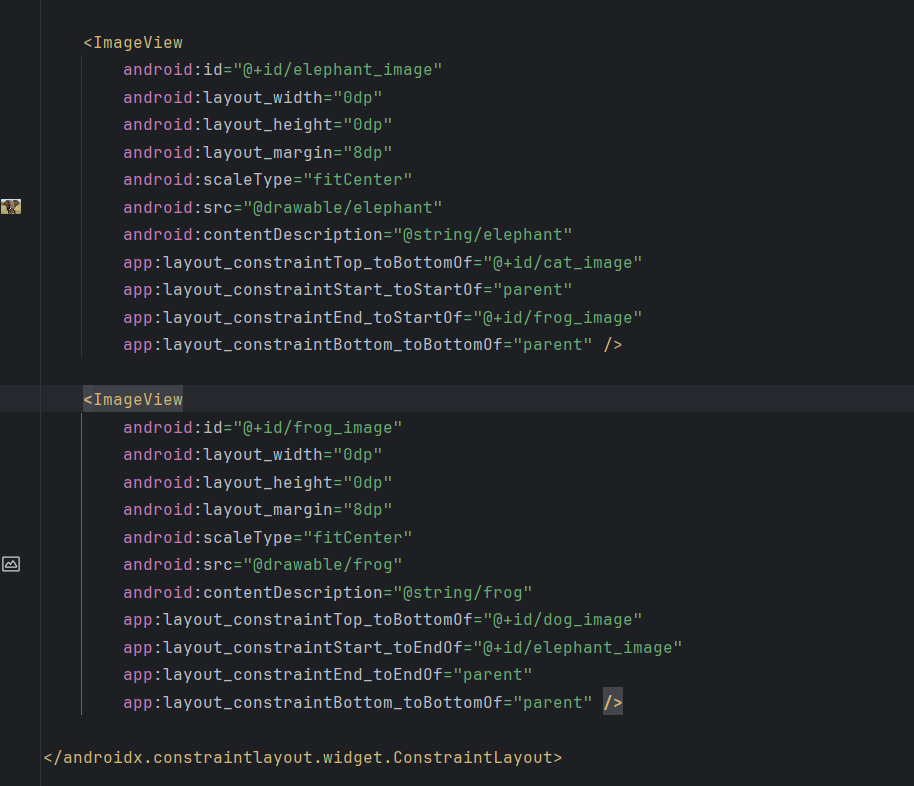 <ImageView
android:id="@+id/elephant_image"
android:layout_width="0dp"
android:layout_height="0dp"
android:layout_margin="8dp"
android:scaleType="fitCenter"
android:src="@drawable/elephant"
android:contentDescription="@string/elephant"
app:layout_constraintTop_toBottomOf="@+id/cat_image"
app:layout_constraintStart_toStartOf="parent"
app:layout_constraintEnd_toStartOf="@+id/frog_image"
app:layout_constraintBottom_toBottomOf="parent" />
<ImageView
android:id="@+id/frog_image"
android:layout_width="0dp"
android:layout_height="0dp"
android:layout_margin="8dp"
android:scaleType="fitCenter"
android:src="@drawable/frog"
android:contentDescription="@string/frog"
app:layout_constraintTop_toBottomOf="@+id/dog_image"
app:layout_constraintStart_toEndOf="@+id/elephant_image"
app:layout_constraintEnd_toEndOf="parent"
app:layout_constraintBottom_toBottomOf="parent" />
</androidx.constraintlayout.widget.ConstraintLayout>